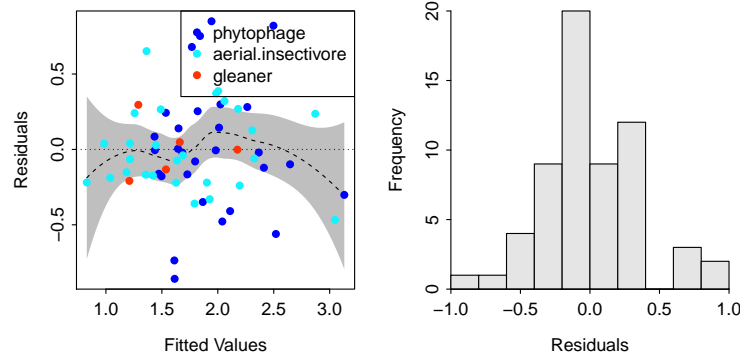 phytophage
aerial.insectivore
gleaner
Residuals
0.5
0.0
−0.5
1.0 1.5 2.0 2.5 3.0
Fitted Values
Frequency
20
15
10
5
0
−1.0 −0.5 0.0 0.5 1.0
Residuals